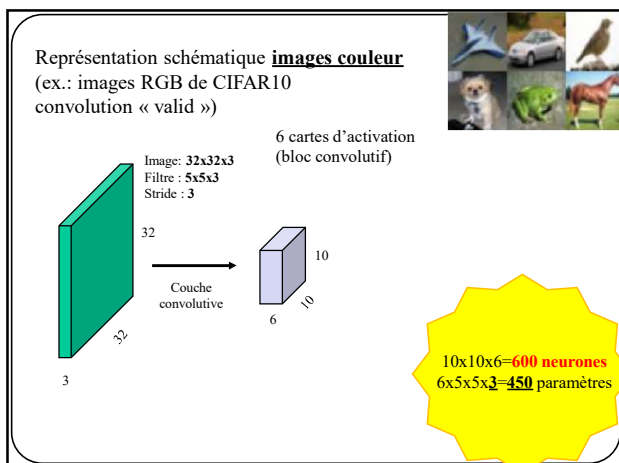 Représentation schématique images couleur
(ex.: images RGB de CIFAR10
convolution « valid »)
6 cartes d’activation
(bloc convolutif)
Image: 32x32x3
Filtre : 5x5x3
Stride : 3
32
32
3
Couche
convolutive
10
10
6
10x10x6=600 neurones
6x5x5x3=450 paramètres